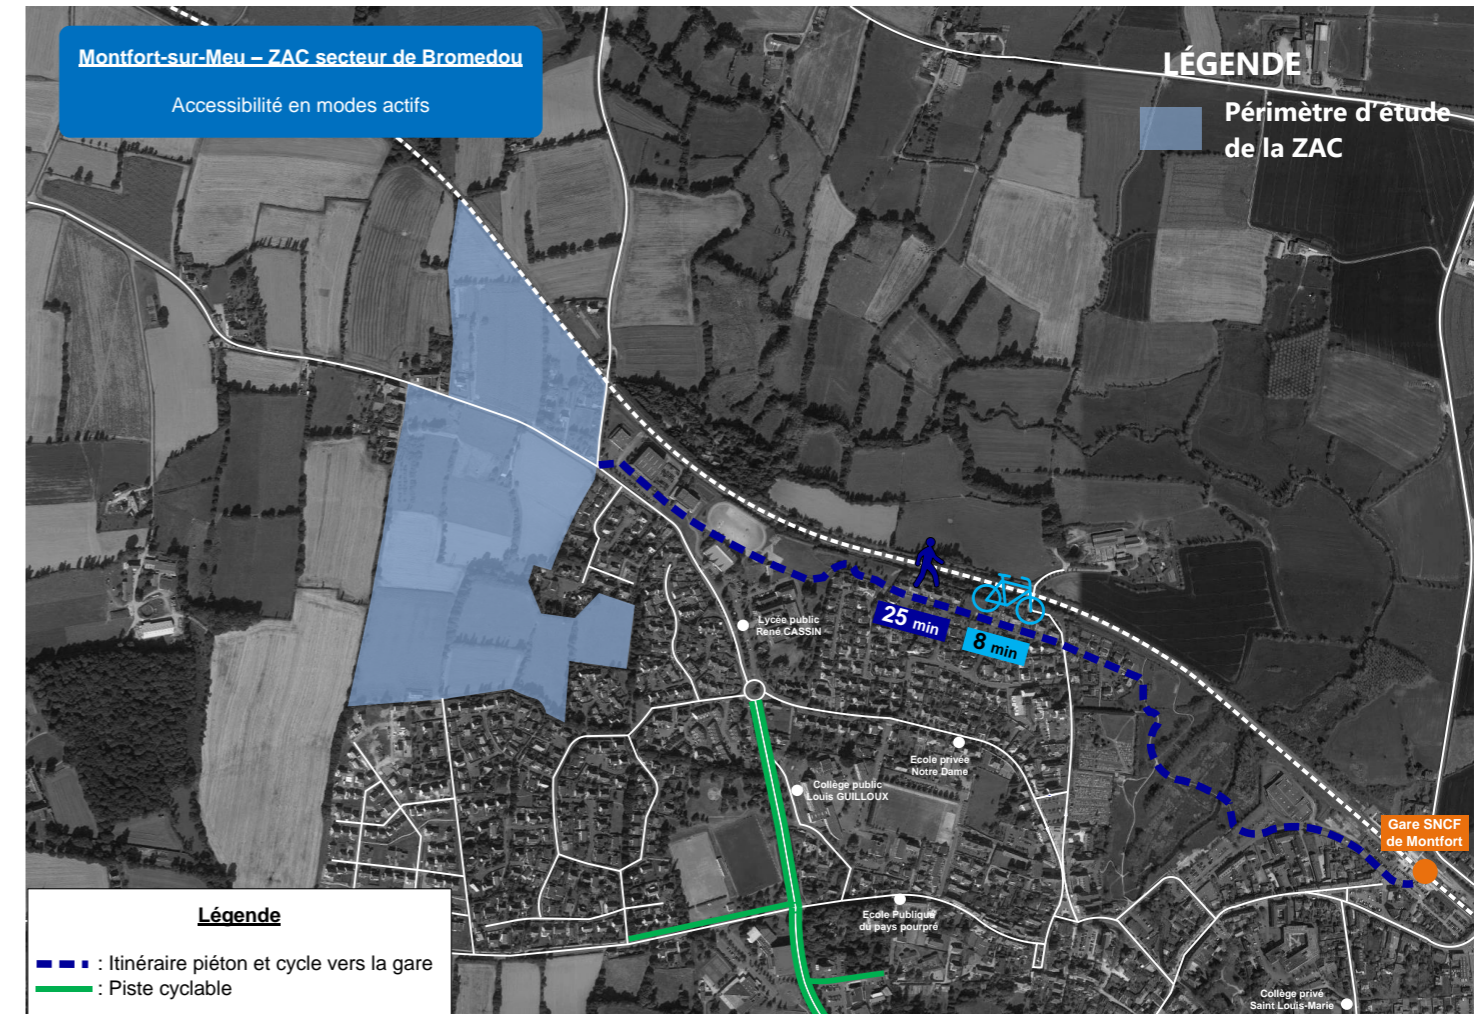 Montfort-sur-Meu – ZAC secteur de Bromedou
Accessibilité en modes actifs
LÉGENDE
Périmètre d'étude
de la ZAC
25 min
8 min
Lycée public
René CASSIN
Ecole privée
Notre Dame
Collège public
Louis GUILLOUX
Gare SNCF
de Montfort
Ecole Publique
du pays pourpré
Collège privé
Saint Louis-Marie
Légende
: Itinéraire piéton et cycle vers la gare
: Piste cyclable